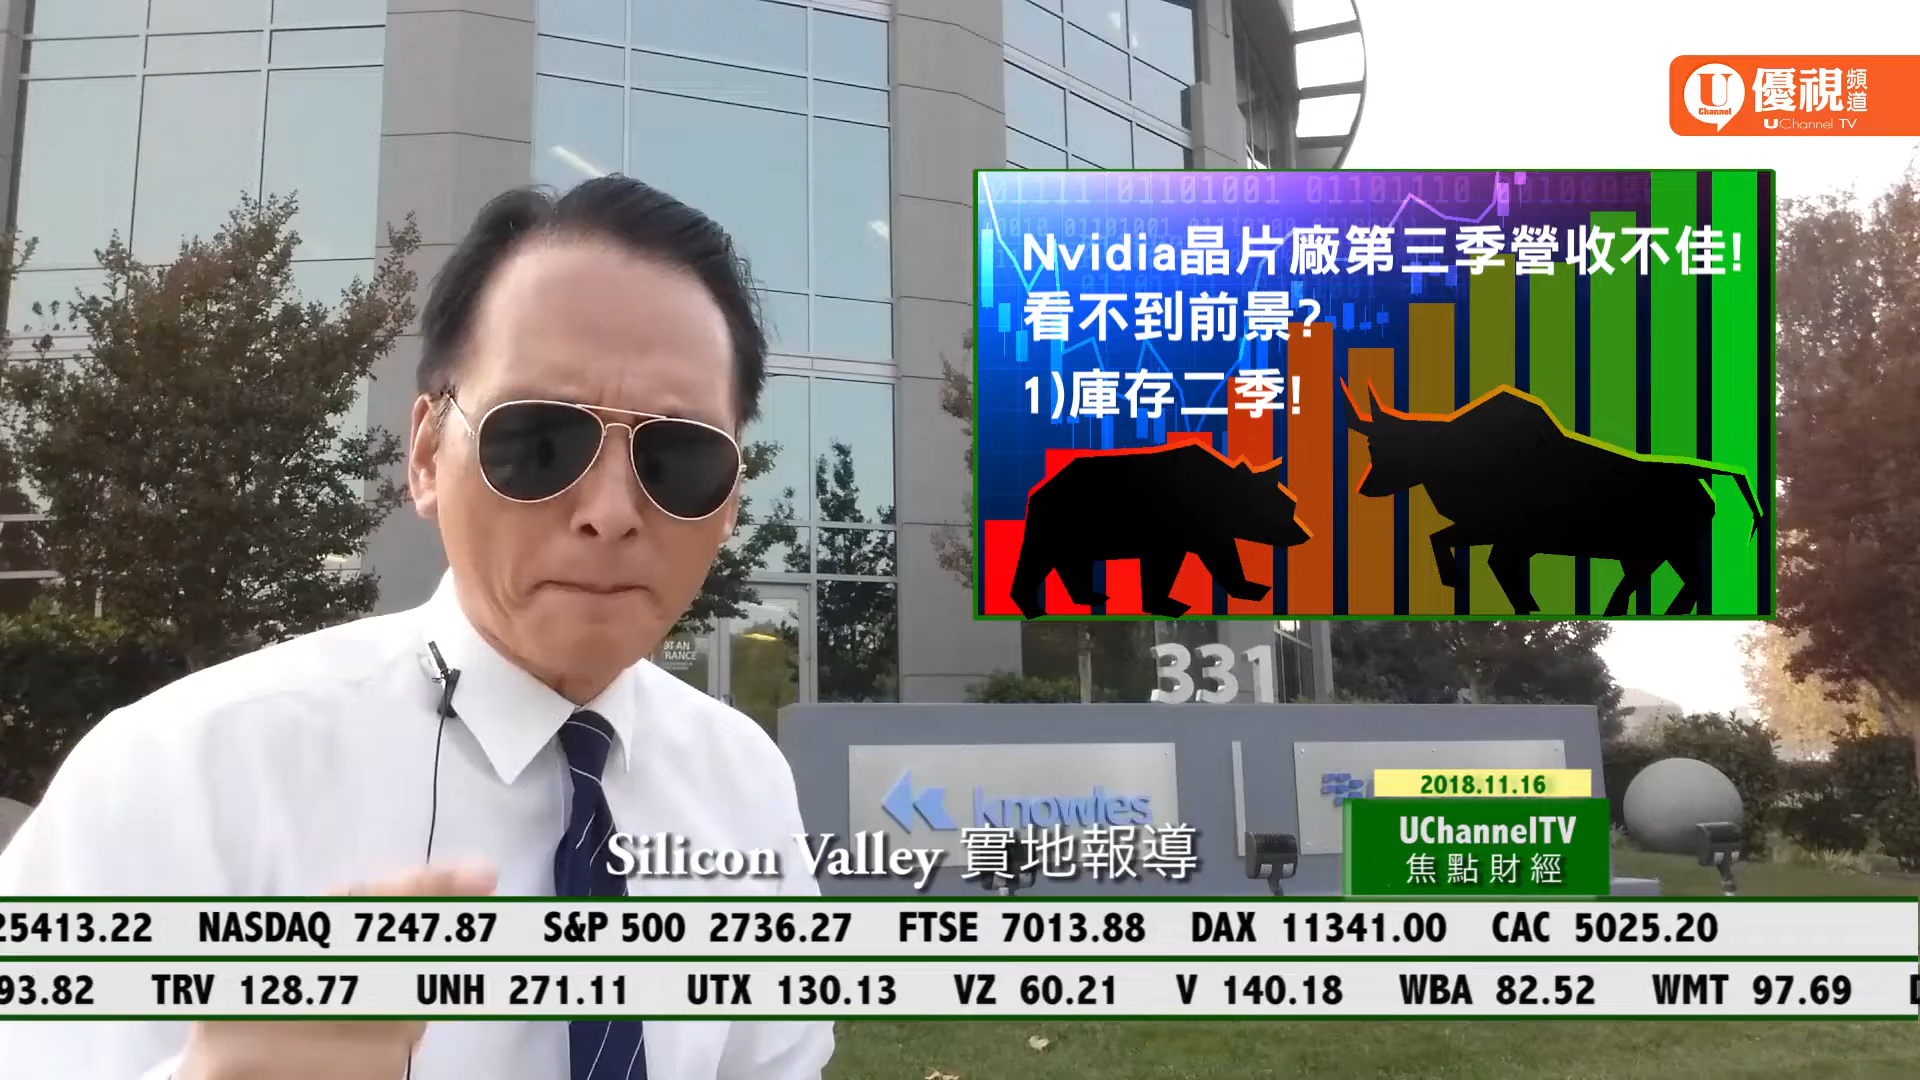 U
Channel
優視頻道
UChannel TV
01111 01101001 01101110
Nvidia晶片廠第三季營收不佳!
看不到前景?
1)庫存二季!
331
knowles
2018.11.16
UChannelTV
焦點財經
Silicon Valley 實地報導
25413.22 NASDAQ 7247.87 S&P 500 2736.27 FTSE 7013.88 DAX 11341.00 CAC 5025.20
93.82 TRV 128.77 UNH 271.11 UTX 130.13 VZ 60.21 V 140.18 WBA 82.52 WMT 97.69